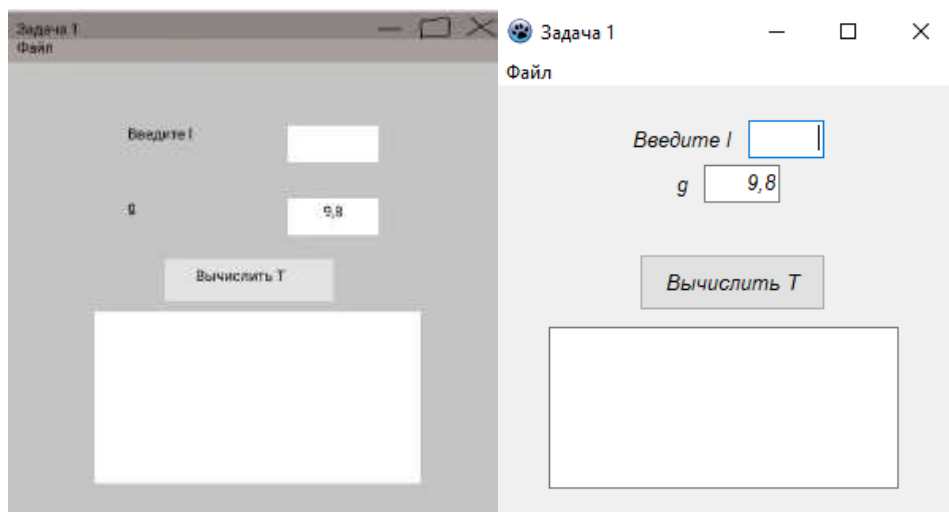 Задача 1
Файл
Введите l
g
9,8
Вычислить T
Задача 1
Файл
Введите l
g
9,8
Вычислить T